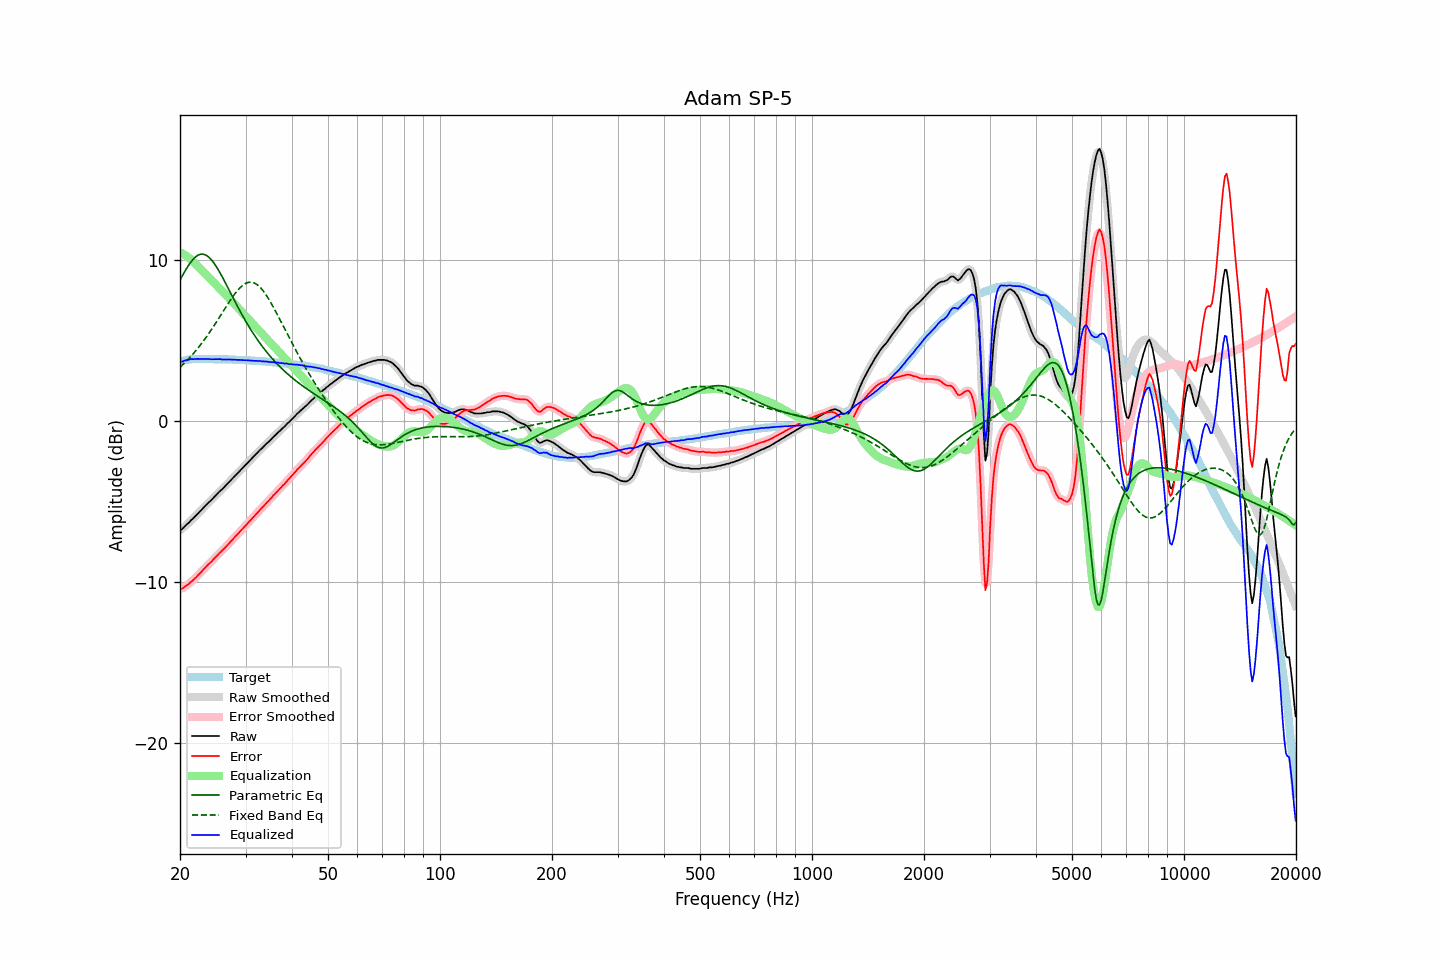 Adam SP-5
Amplitude (dBr)
10
0
−10
−20
Target
Raw Smoothed
Error Smoothed
Raw
Error
Equalization
Parametric Eq
Fixed Band Eq
Equalized
20 50 100 200 500 1000 2000 5000 10000 20000
Frequency (Hz)